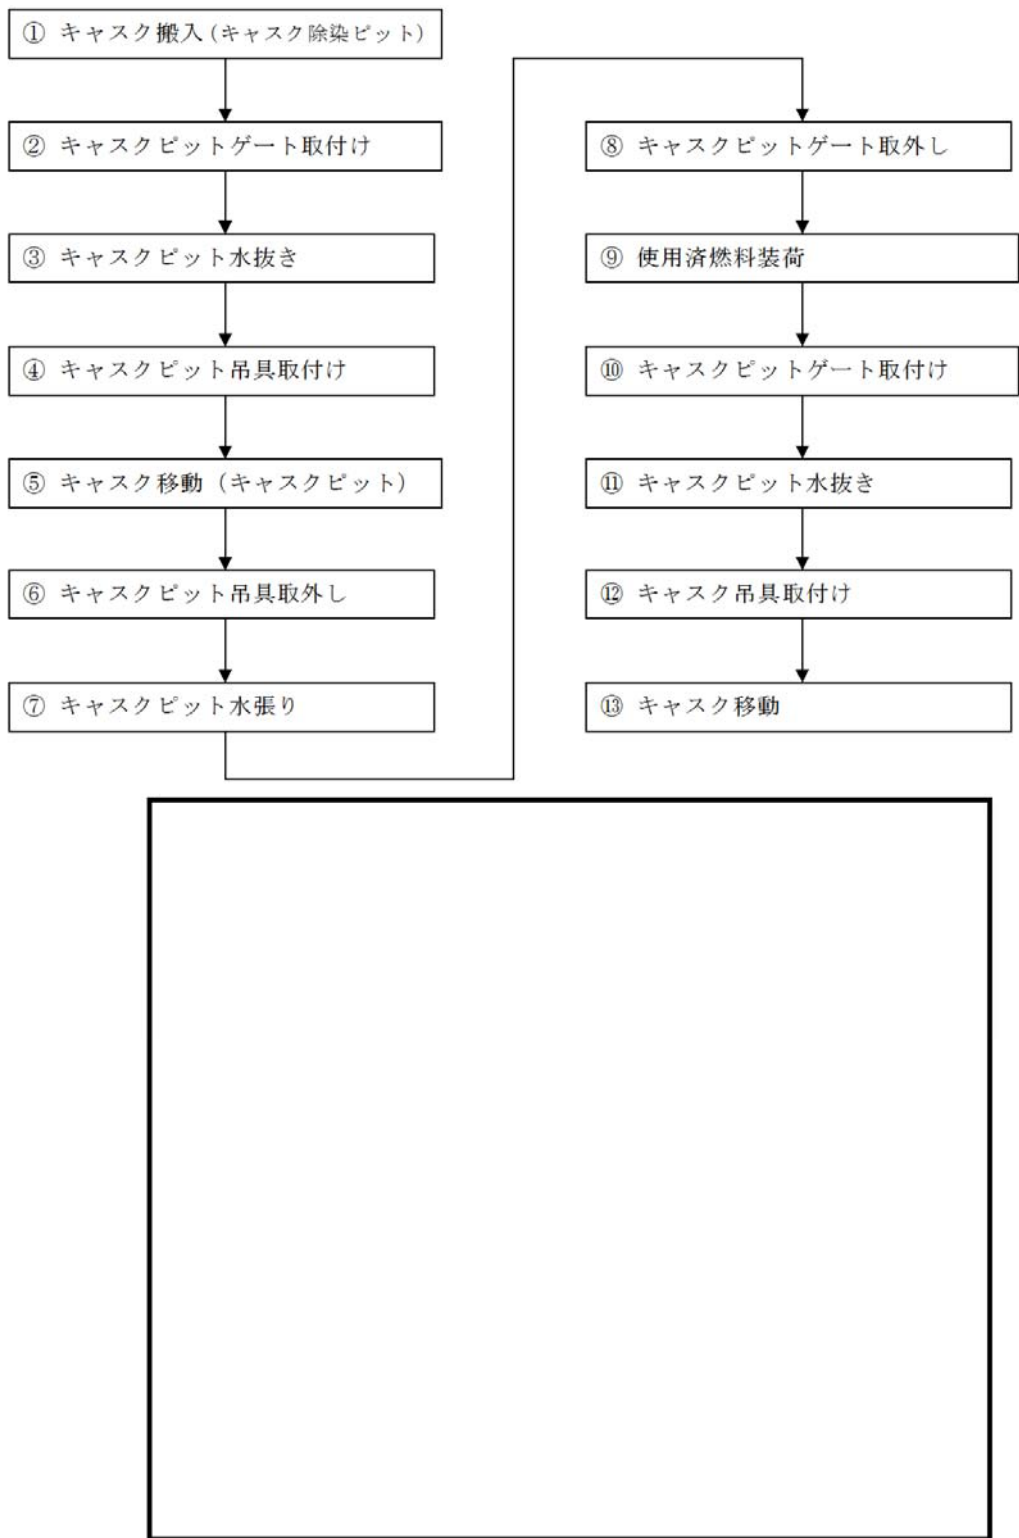 ① キャスク搬入(キャスク除染ピット)
② キャスクピットゲート取付け
③ キャスクピット水抜き
④ キャスクピット吊具取付け
⑤ キャスク移動(キャスクピット)
⑥ キャスクピット吊具取外し
⑦ キャスクピット水張り
⑧ キャスクピットゲート取外し
⑨ 使用済燃料装荷
⑩ キャスクピットゲート取付け
⑪ キャスクピット水抜き
⑫ キャスク吊具取付け
⑬ キャスク移動